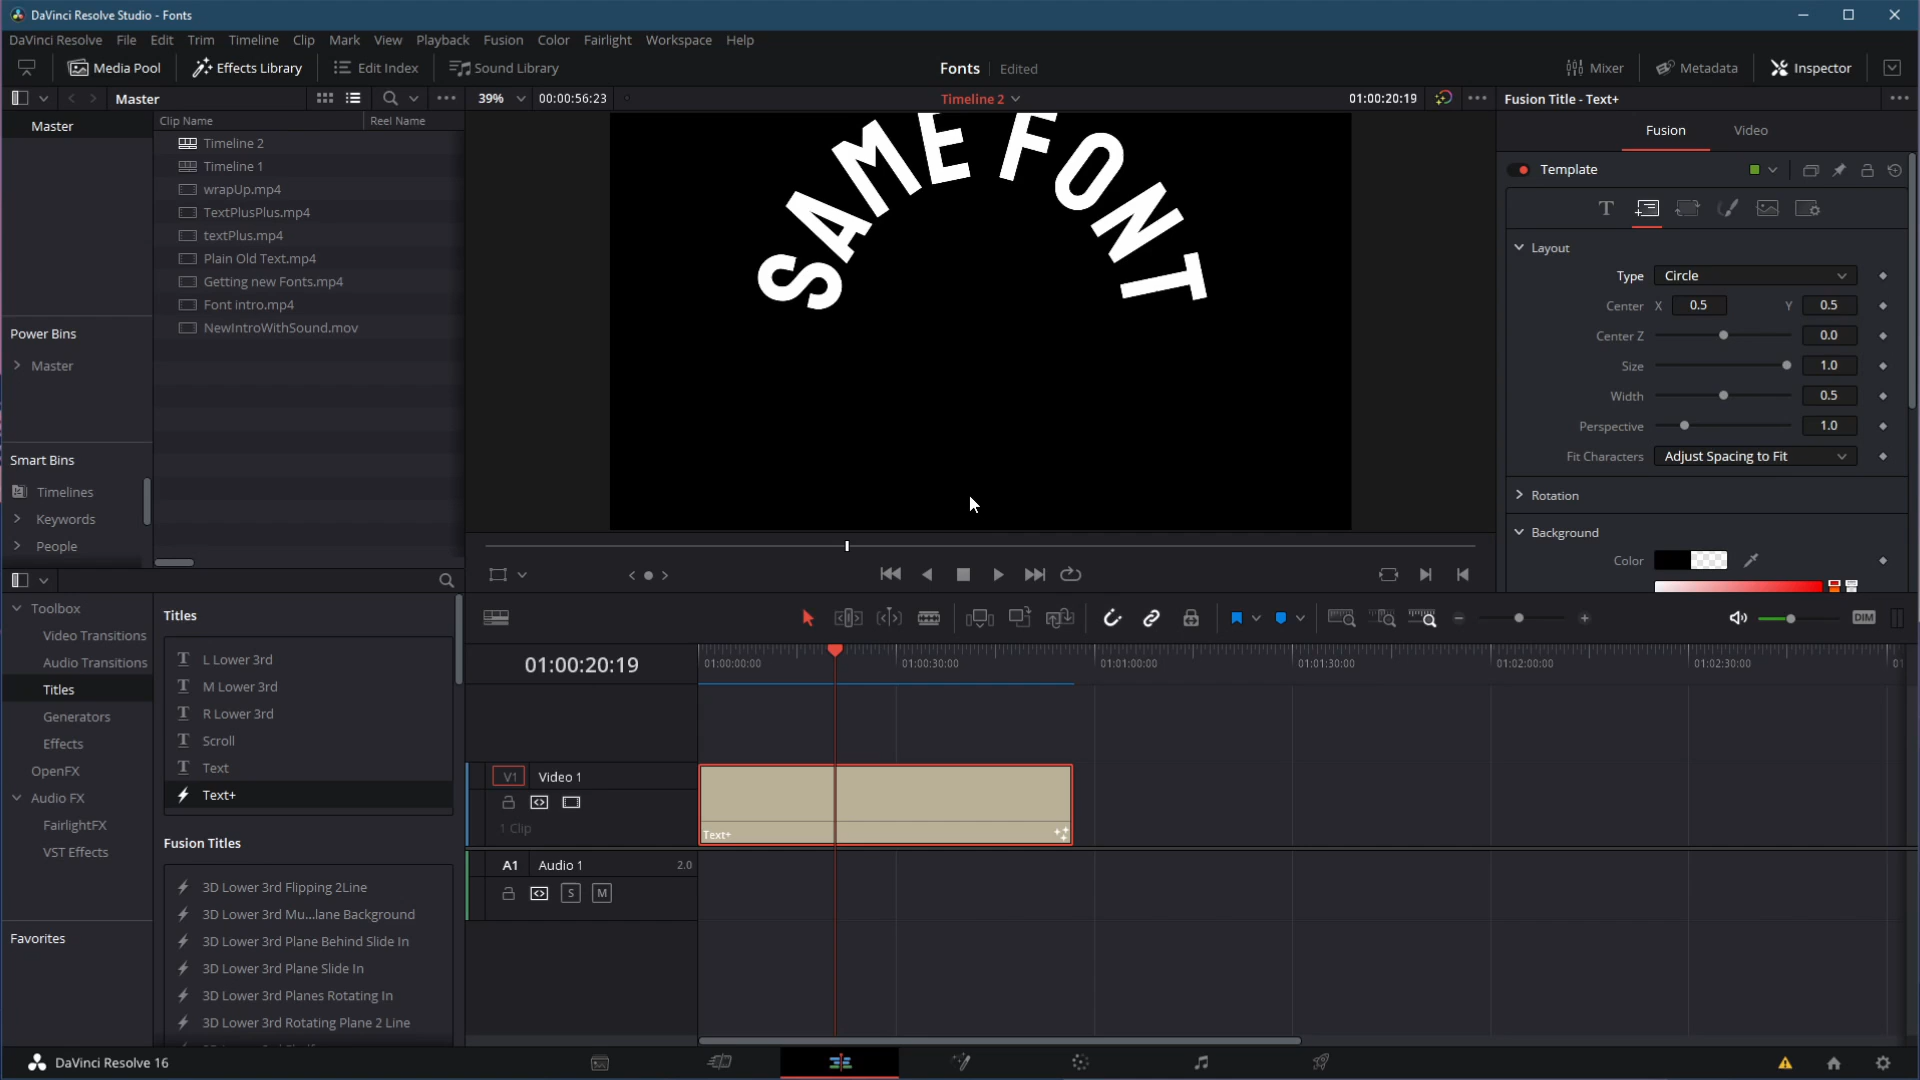 DaVinci Resolve Studio - Fonts
DaVinci Resolve File Edit Trim Timeline Clip Mark View Playback Fusion Color Fairlight Workspace Help
Media Pool Effects Library Edit Index Sound Library Fonts Edited Mixer Metadata Inspector
Master 39% 00:00:56:23 Timeline 2 01:00:20:19 Fusion Title - Text+
Master
Clip Name Reel Name
Timeline 2
Timeline 1
wrapUp.mp4
TextPlusPlus.mp4
textPlus.mp4
Plain Old Text.mp4
Getting new Fonts.mp4
Font intro.mp4
NewIntroWithSound.mov
Power Bins
Master
Smart Bins
Timelines
Keywords
People
SAME FONT
Fusion Video
Template
Layout
Type Circle
Center X 0.5 Y 0.5
Center Z 0.0
Size 1.0
Width 0.5
Perspective 1.0
Fit Characters Adjust Spacing to Fit
Rotation
Background
Color
Toolbox
Video Transitions
Audio Transitions
Titles
Generators
Effects
OpenFX
Audio FX
FairlightFX
VST Effects
Favorites
Titles
L Lower 3rd
M Lower 3rd
R Lower 3rd
Scroll
Text
Text+
Fusion Titles
3D Lower 3rd Flipping 2Line
3D Lower 3rd Mu...lane Background
3D Lower 3rd Plane Behind Slide In
3D Lower 3rd Plane Slide In
3D Lower 3rd Planes Rotating In
3D Lower 3rd Rotating Plane 2 Line
DIM
01:00:20:19 01:00:00:00 01:00:30:00 01:01:00:00 01:01:30:00 01:02:00:00 01:02:30:00
V1 Video 1
1 Clip
Text+
A1 Audio 1 2.0
S M
DaVinci Resolve 16